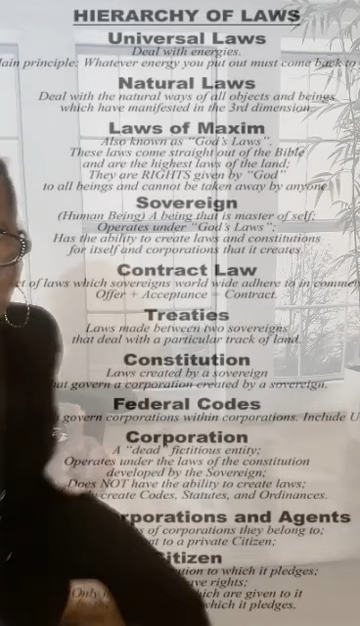 HIERARCHY OF LAWS
Universal Laws
Deal with energies.
principle: Whatever energy you put out must come back to
Natural Laws
Deal with the natural ways of all objects and beings
which have manifested in the 3rd dimension.
Laws of Maxim
Also known as "God's Laws".
These laws come straight out of the Bible
and are the highest laws of the land;
They are RIGHTS given by "God"
to all beings and cannot be taken away by anyone.
Sovereign
(Human Being) A being that is master of self;
Operates under "God's Laws";
Has the ability to create laws and constitutions
for itself and corporations that it creates.
Contract Law
of laws which sovereigns world wide adhere to in
Offer + Acceptance = Contract.
Treaties
Laws made between two sovereigns
that deal with a particular track of land.
Constitution
Laws created by a sovereign
govern a corporation created by a sovereign.
Federal Codes
govern corporations within corporations. Include
Corporation
A "dead" fictitious entity;
Operates under the laws of the constitution
developed by the Sovereign;
Does NOT have the ability to create laws;
create Codes, Statutes, and Ordinances.
and Agents
of corporations they belong to;
to a private Citizen;
Citizen
to which it pledges;
rights;
Only which are given to it
which it pledges.